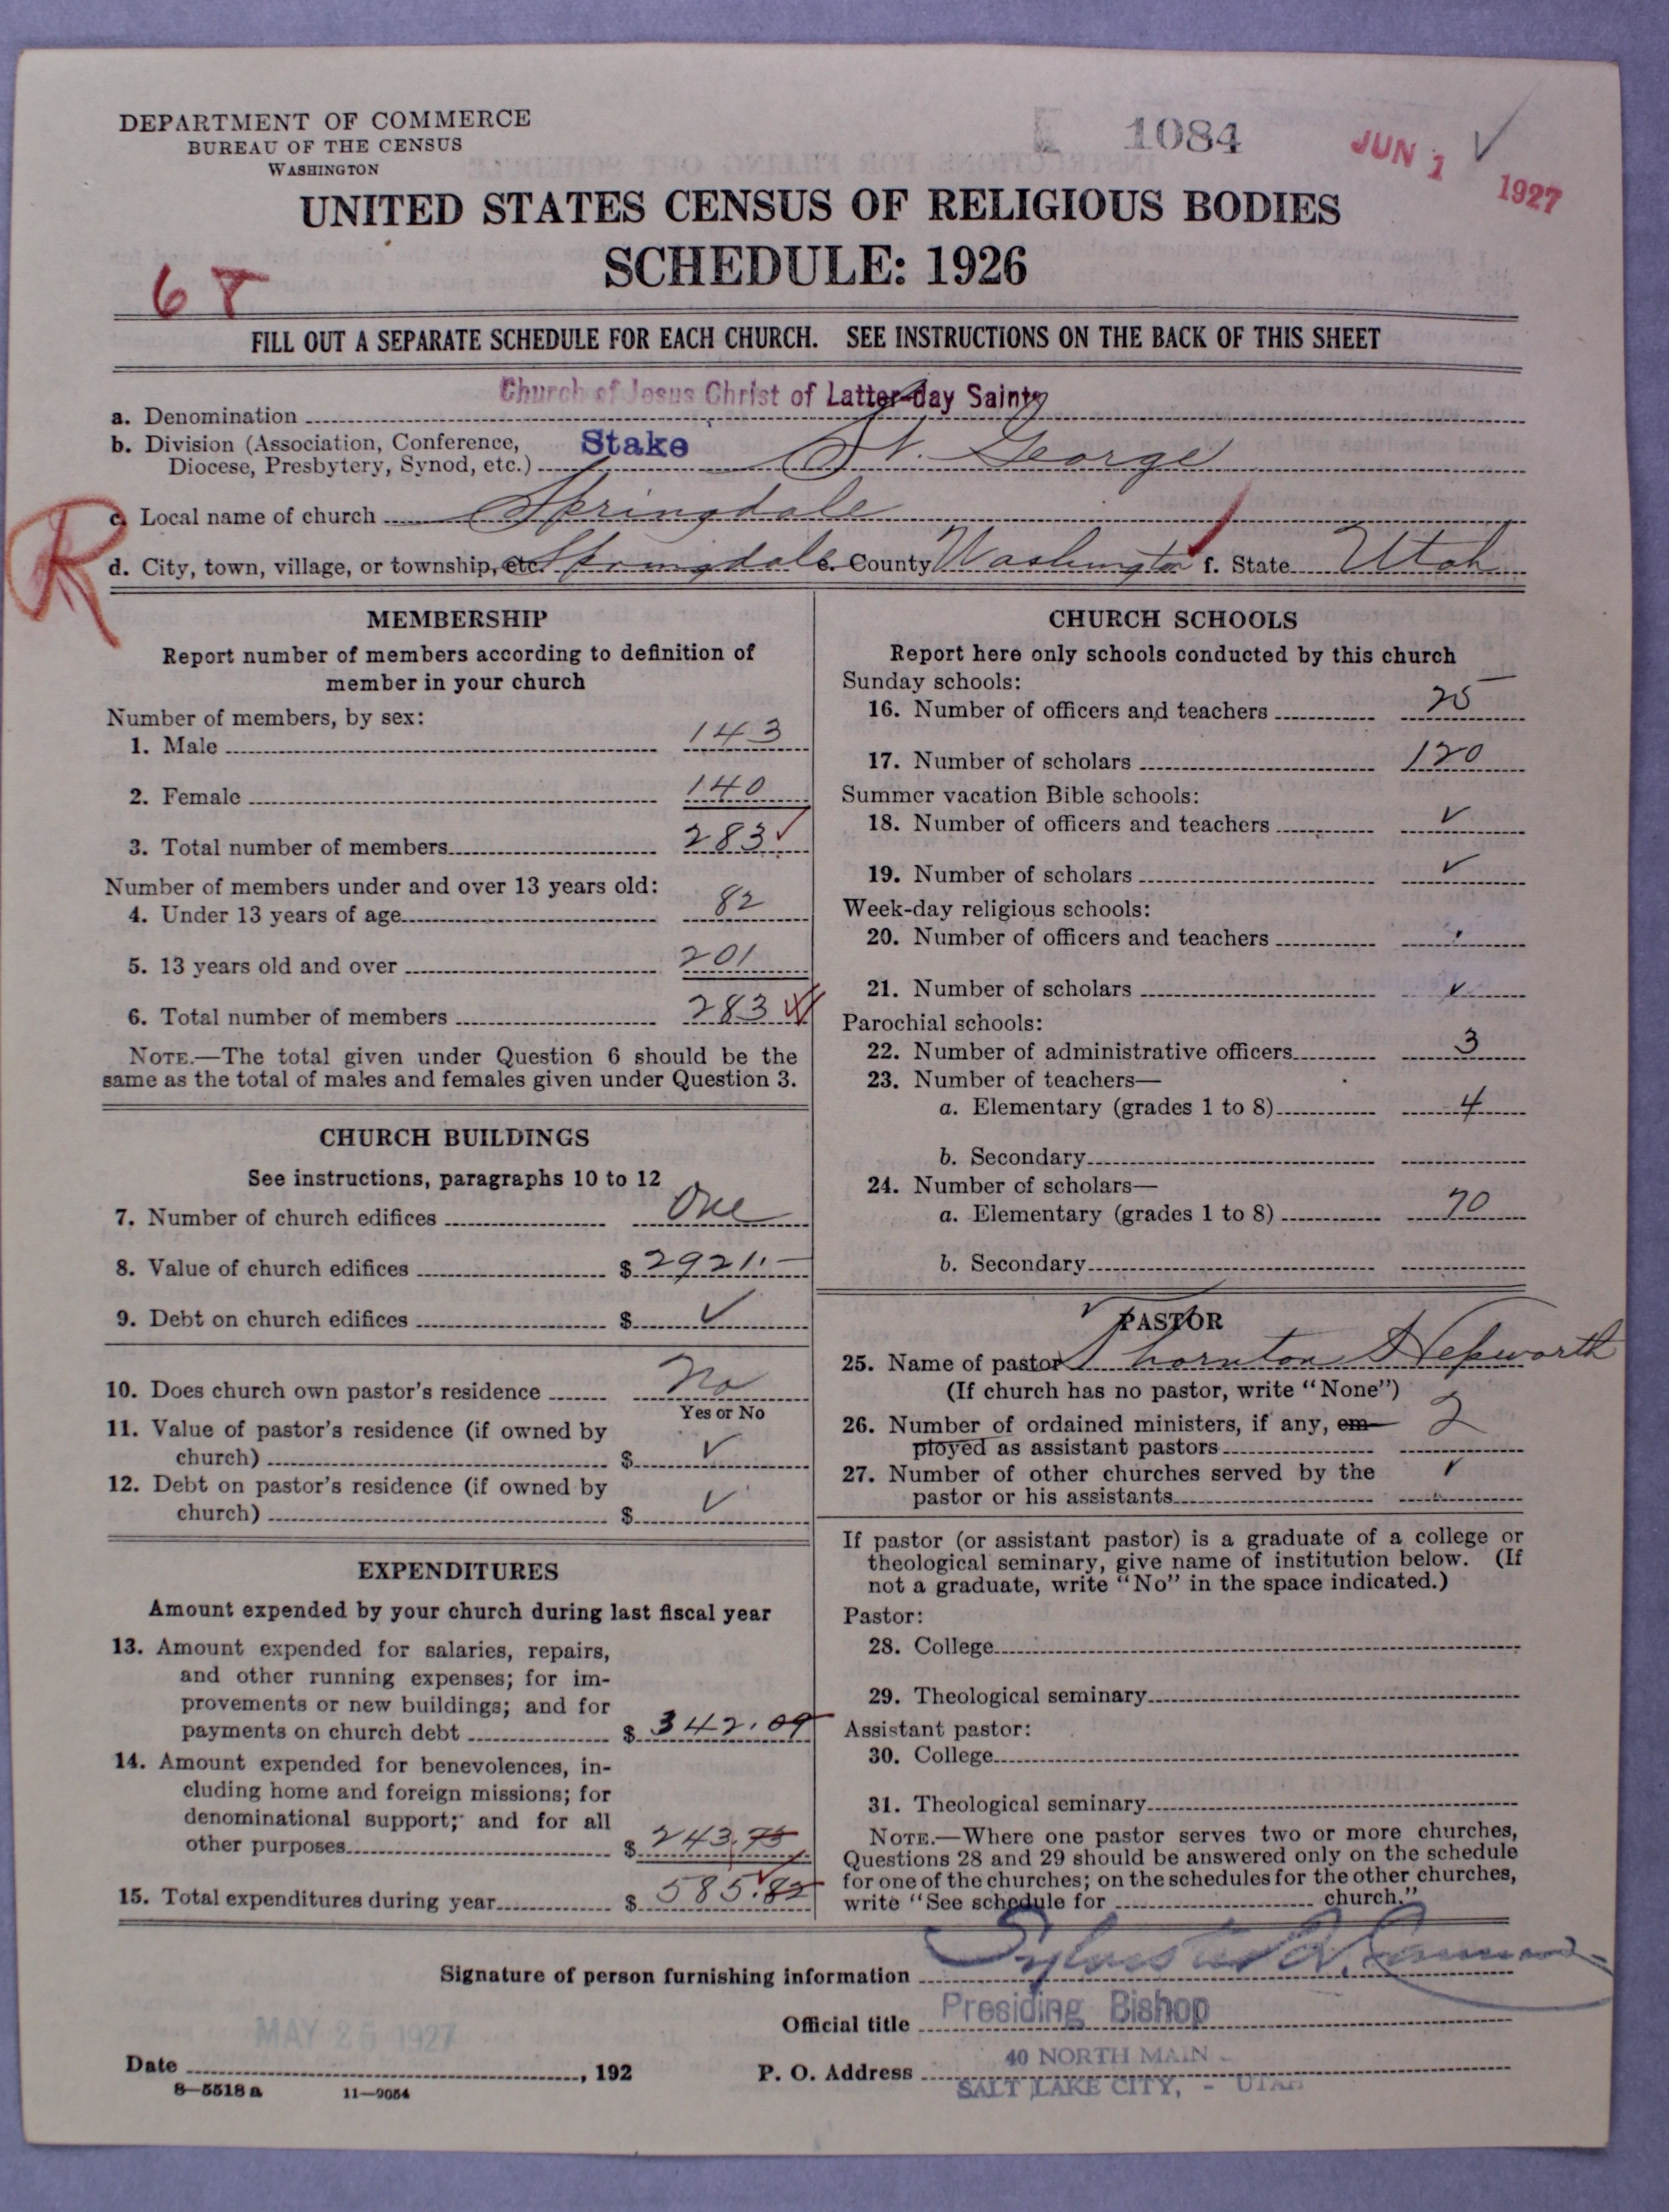 DEPARTMENT OF COMMERCE
BUREAU OF THE CENSUS
WASHINGTON
1084
JUN 1 1927
UNITED STATES CENSUS OF RELIGIOUS BODIES
SCHEDULE: 1926
FILL OUT A SEPARATE SCHEDULE FOR EACH CHURCH. SEE INSTRUCTIONS ON THE BACK OF THIS SHEET
a. Denomination Church of Jesus Christ of Latter-day Saints
b. Division (Association, Conference, Diocese, Presbytery, Synod, etc.) Stake St. George
R
c. Local name of church Springdale
d. City, town, village, or township, etc. Springdale e. County Washington f. State Utah
MEMBERSHIP
Report number of members according to definition of
member in your church
Number of members, by sex:
1. Male 143
2. Female 140
3. Total number of members 283 ✓
Number of members under and over 13 years old:
4. Under 13 years of age 82
5. 13 years old and over 201
6. Total number of members 283
NOTE.—The total given under Question 6 should be the
same as the total of males and females given under Question 3.
CHURCH BUILDINGS
See instructions, paragraphs 10 to 12
7. Number of church edifices One
8. Value of church edifices $ 2921.—
9. Debt on church edifices $ ✓
10. Does church own pastor's residence No
Yes or No
11. Value of pastor's residence (if owned by
church) $ ✓
12. Debt on pastor's residence (if owned by
church) $ ✓
EXPENDITURES
Amount expended by your church during last fiscal year
13. Amount expended for salaries, repairs,
and other running expenses; for im-
provements or new buildings; and for
payments on church debt $ 342.09
14. Amount expended for benevolences, in-
cluding home and foreign missions; for
denominational support; and for all
other purposes $ 243.75
15. Total expenditures during year $ 585.82
CHURCH SCHOOLS
Report here only schools conducted by this church
Sunday schools:
16. Number of officers and teachers 25
17. Number of scholars 120
Summer vacation Bible schools:
18. Number of officers and teachers ✓
19. Number of scholars ✓
Week-day religious schools:
20. Number of officers and teachers
21. Number of scholars ✓
Parochial schools:
22. Number of administrative officers 3
23. Number of teachers—
a. Elementary (grades 1 to 8) 4
b. Secondary
24. Number of scholars—
a. Elementary (grades 1 to 8) 70
b. Secondary
PASTOR
25. Name of pastor Thornton Hepworth
(If church has no pastor, write "None")
26. Number of ordained ministers, if any, em-
ployed as assistant pastors 2
27. Number of other churches served by the
pastor or his assistants ✓
If pastor (or assistant pastor) is a graduate of a college or
theological seminary, give name of institution below. (If
not a graduate, write "No" in the space indicated.)
Pastor:
28. College
29. Theological seminary
Assistant pastor:
30. College
31. Theological seminary
NOTE.—Where one pastor serves two or more churches,
Questions 28 and 29 should be answered only on the schedule
for one of the churches; on the schedules for the other churches,
write "See schedule for church."
Signature of person furnishing information
Official title Presiding Bishop
MAY 25 1927
Date , 192
P. O. Address 40 NORTH MAIN
SALT LAKE CITY, - UTAH
8—5518 a 11—9054